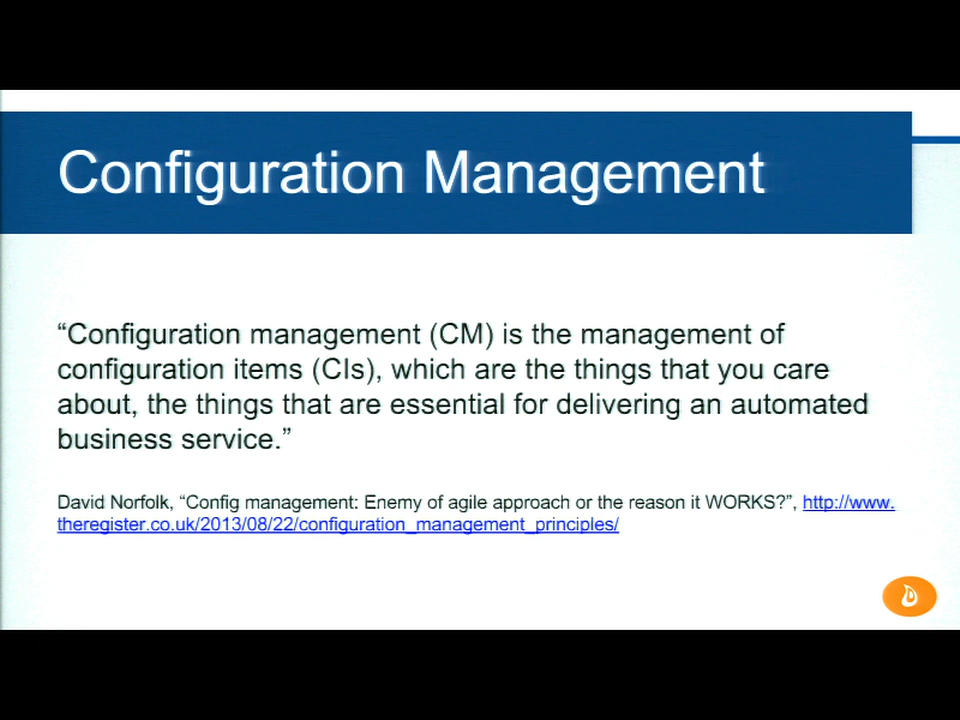 Configuration Management
“Configuration management (CM) is the management of
configuration items (CIs), which are the things that you care
about, the things that are essential for delivering an automated
business service.”
David Norfolk, “Config management: Enemy of agile approach or the reason it WORKS?”, http://www.
theregister.co.uk/2013/08/22/configuration_management_principles/